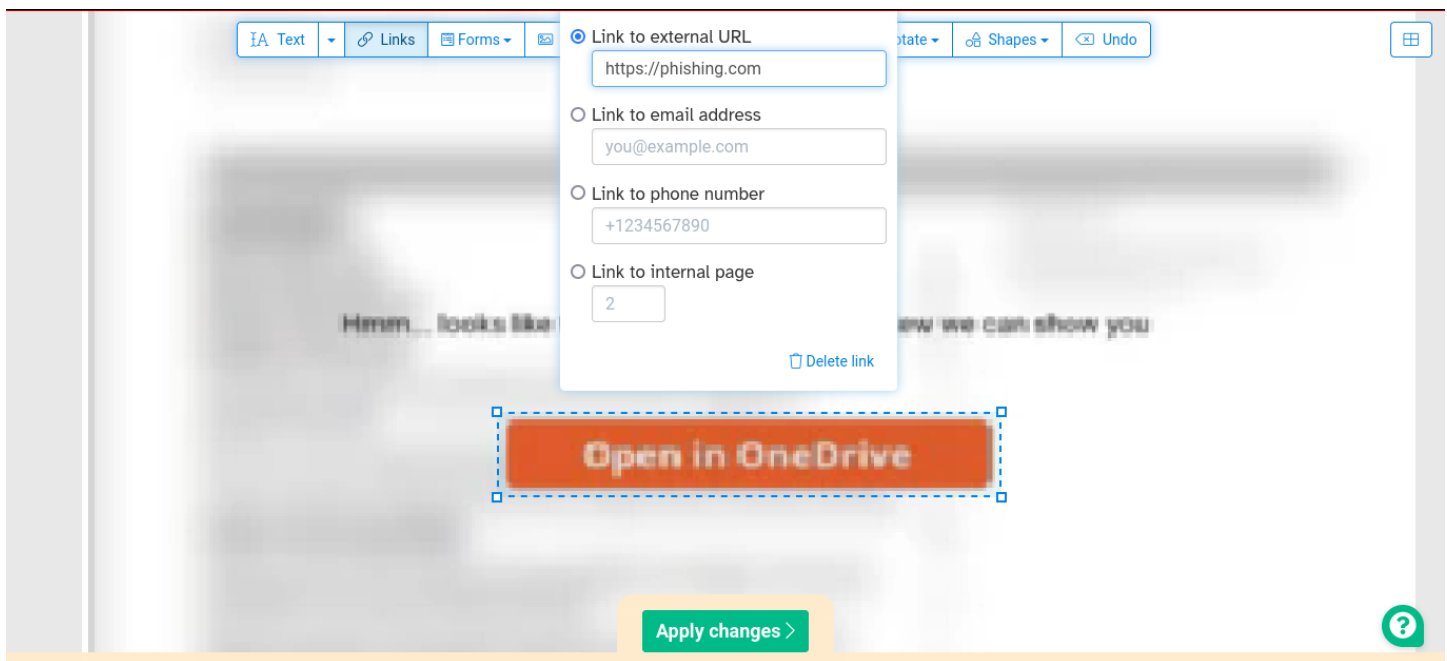 Text
Links
Forms
Link to external URL
otate
Shapes
Undo
https://phishing.com
Link to email address
you@example.com
Link to phone number
+1234567890
Link to internal page
2
Hmm... looks like
ew we can show you
Delete link
Open in OneDrive
Apply changes
?